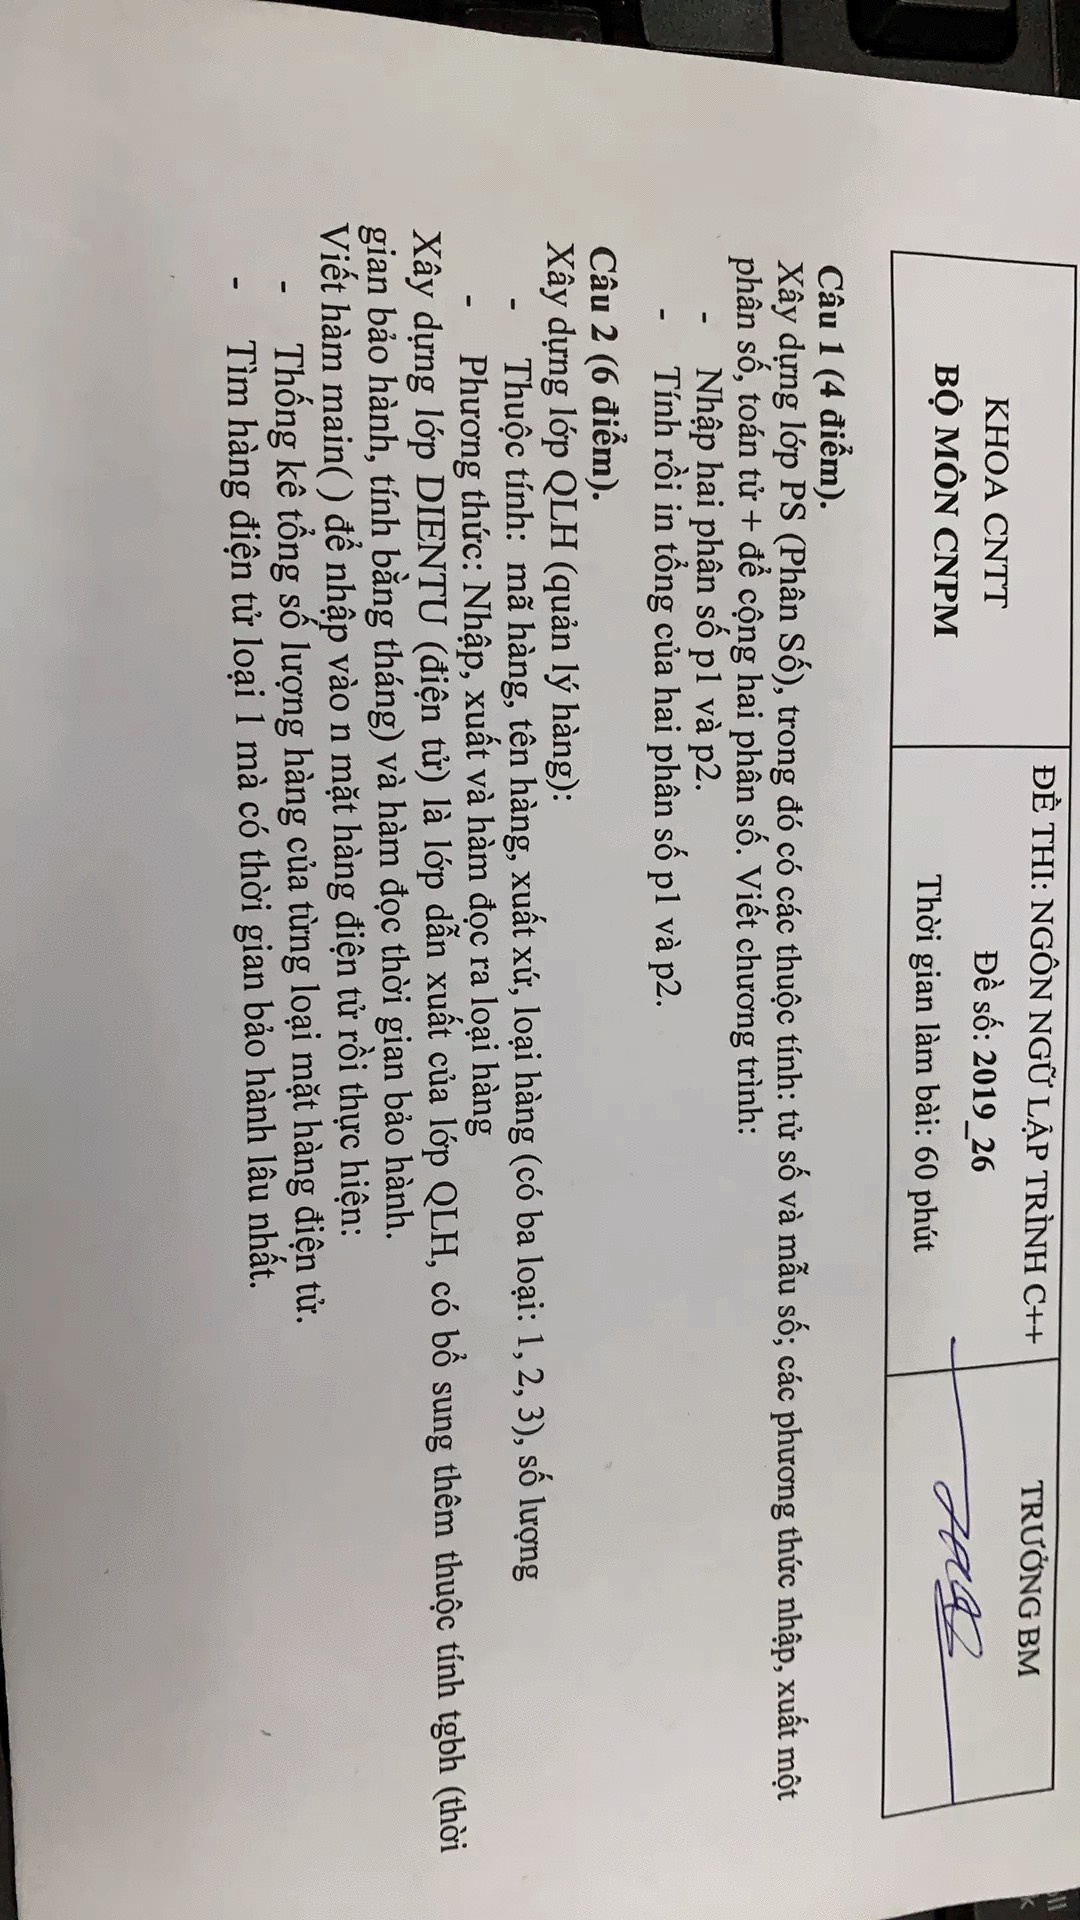 KHOA CNTT
BỘ MÔN CNPM
ĐỀ THI: NGÔN NGỮ LẬP TRÌNH C++
Đề số: 2019_26
Thời gian làm bài: 60 phút
TRƯỞNG BM
Câu 1 (4 điểm).
Xây dựng lớp PS (Phân Số), trong đó có các thuộc tính: tử số và mẫu số; các phương thức nhập, xuất một
phân số, toán tử + để cộng hai phân số. Viết chương trình:
- Nhập hai phân số p1 và p2.
- Tính rồi in tổng của hai phân số p1 và p2.
Câu 2 (6 điểm).
Xây dựng lớp QLH (quản lý hàng):
- Thuộc tính: mã hàng, tên hàng, xuất xứ, loại hàng (có ba loại: 1, 2, 3), số lượng
- Phương thức: Nhập, xuất và hàm đọc ra loại hàng
Xây dựng lớp DIENTU (điện tử) là lớp dẫn xuất của lớp QLH, có bổ sung thêm thuộc tính tgbh (thời
gian bảo hành, tính bằng tháng) và hàm đọc thời gian bảo hành.
Viết hàm main( ) để nhập vào n mặt hàng điện tử rồi thực hiện:
- Thống kê tổng số lượng hàng của từng loại mặt hàng điện tử.
- Tìm hàng điện tử loại 1 mà có thời gian bảo hành lâu nhất.